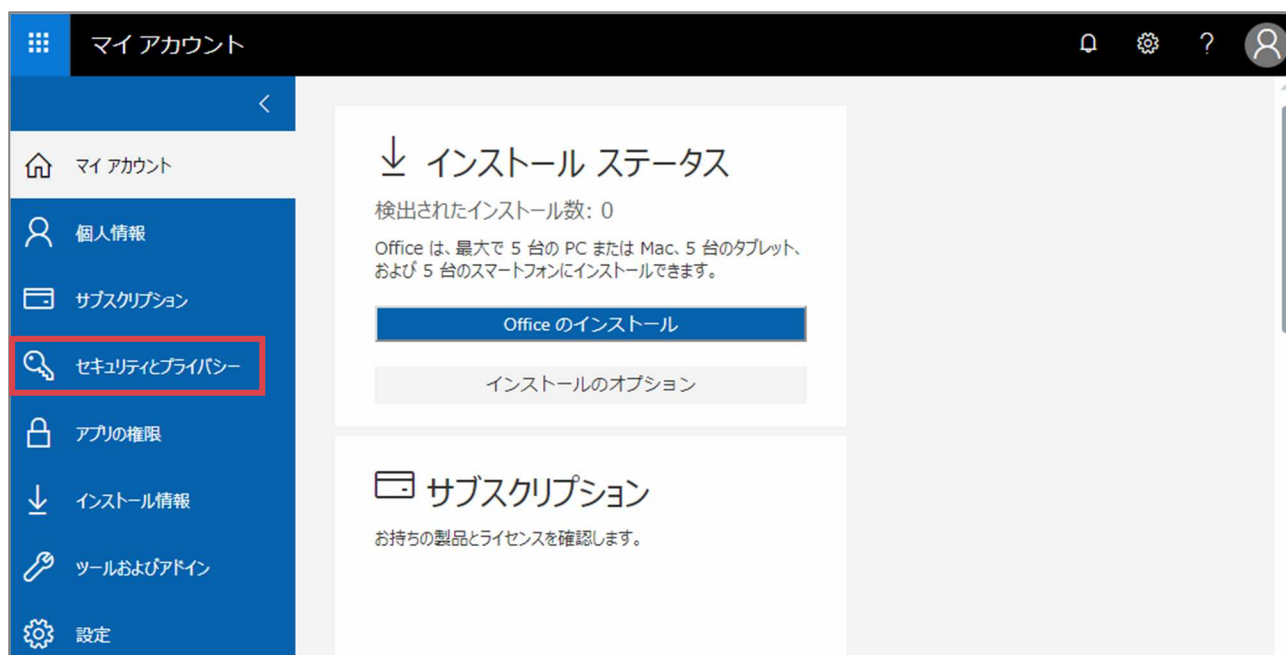 マイ アカウント
?
マイ アカウント
個人情報
サブスクリプション
セキュリティとプライバシー
アプリの権限
インストール情報
ツールおよびアドイン
設定
インストール ステータス
検出されたインストール数: 0
Office は、最大で 5 台の PC または Mac、5 台のタブレット、
および 5 台のスマートフォンにインストールできます。
Office のインストール
インストールのオプション
サブスクリプション
お持ちの製品とライセンスを確認します。